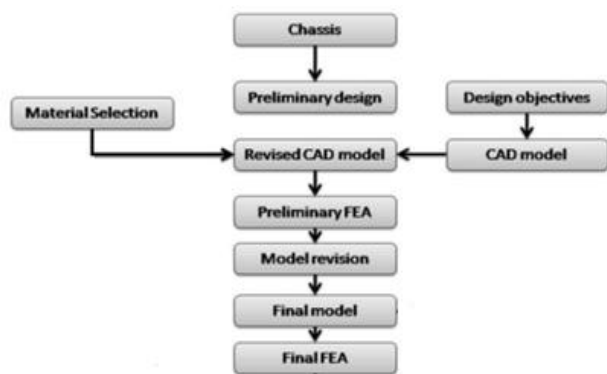 Chassis
Preliminary design
Design objectives
Material Selection
Revised CAD model
CAD model
Preliminary FEA
Model revision
Final model
Final FEA